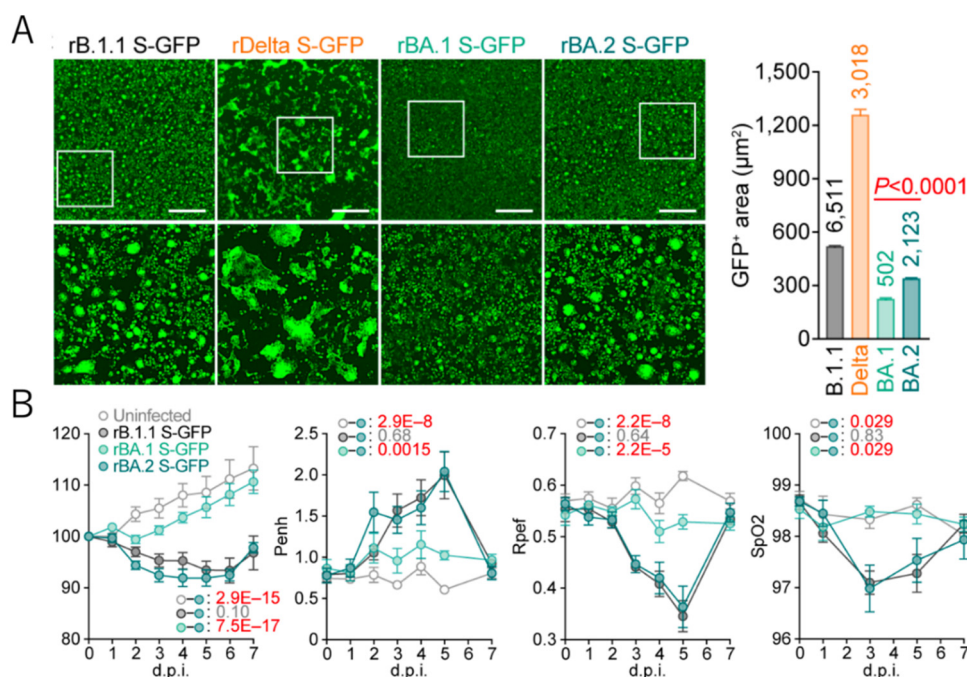 A
rB.1.1 S-GFP
rDelta S-GFP
rBA.1 S-GFP
rBA.2 S-GFP
GFP⁺ area (µm²)
1,500
1,200
900
600
300
0
6,511
3,018
502
2,123
P<0.0001
B.1.1
Delta
BA.1
BA.2
B
Uninfected
rB.1.1 S-GFP
rBA.1 S-GFP
rBA.2 S-GFP
120
110
100
90
80
: 2.9E–15
: 0.10
: 7.5E–17
0 1 2 3 4 5 6 7
d.p.i.
: 2.9E–8
: 0.68
: 0.0015
Penh
2.5
2.0
1.5
1.0
0.5
0
0 1 2 3 4 5 7
d.p.i.
: 2.2E–8
: 0.64
: 2.2E–5
Rpef
0.7
0.6
0.5
0.4
0.3
0 1 2 3 4 5 7
d.p.i.
: 0.029
: 0.83
: 0.029
SpO2
100
99
98
97
96
0 1 3 5 7
d.p.i.